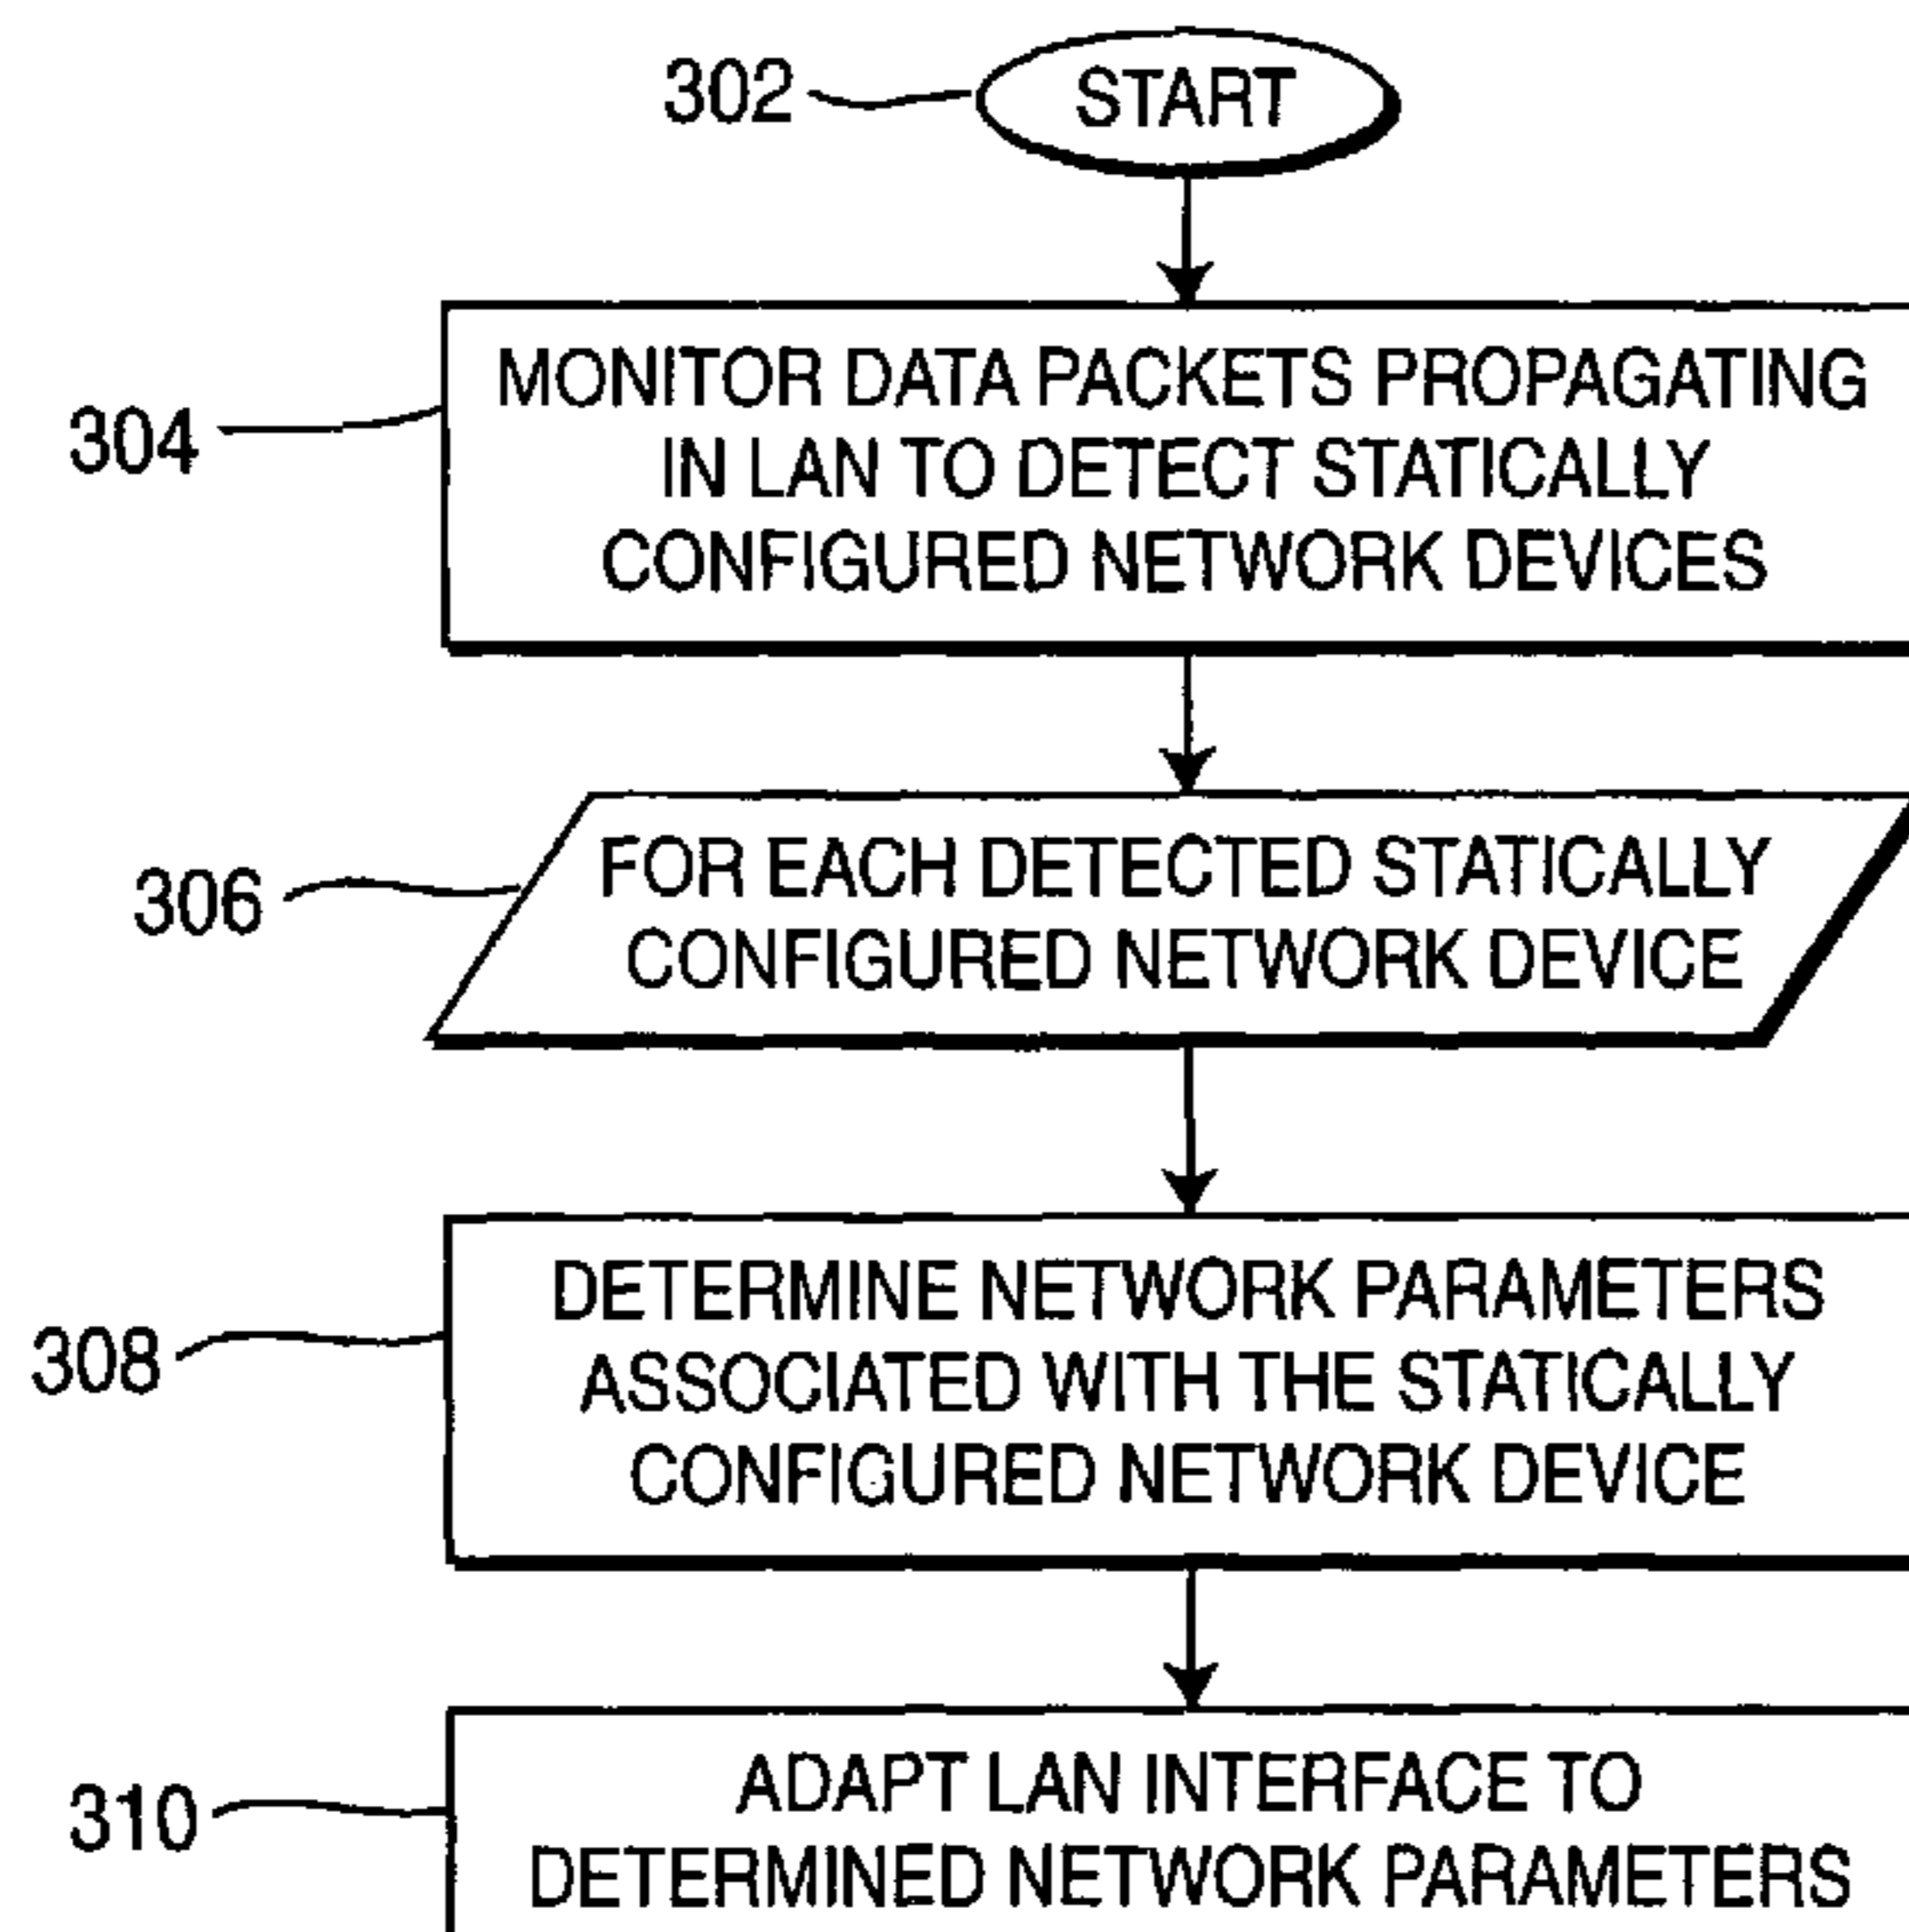 302
START
304
MONITOR DATA PACKETS PROPAGATING
IN LAN TO DETECT STATICALLY
CONFIGURED NETWORK DEVICES
306
FOR EACH DETECTED STATICALLY
CONFIGURED NETWORK DEVICE
308
DETERMINE NETWORK PARAMETERS
ASSOCIATED WITH THE STATICALLY
CONFIGURED NETWORK DEVICE
310
ADAPT LAN INTERFACE TO
DETERMINED NETWORK PARAMETERS